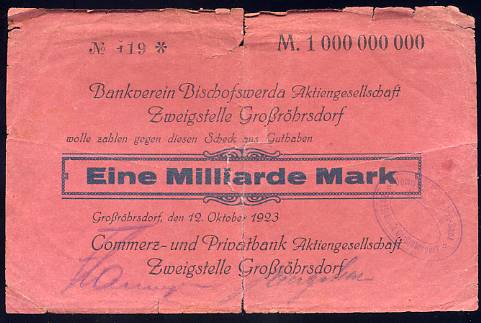 № 119 *
M. 1 000 000 000
Bankverein Bischofswerda Aktiengesellschaft
Zweigstelle Großröhrsdorf
wolle zahlen gegen diesen Scheck aus Guthaben
Eine Milliarde Mark
Großröhrsdorf, den 12. Oktober 1923
Commerz- und Privatbank Aktiengesellschaft
Zweigstelle Großröhrsdorf